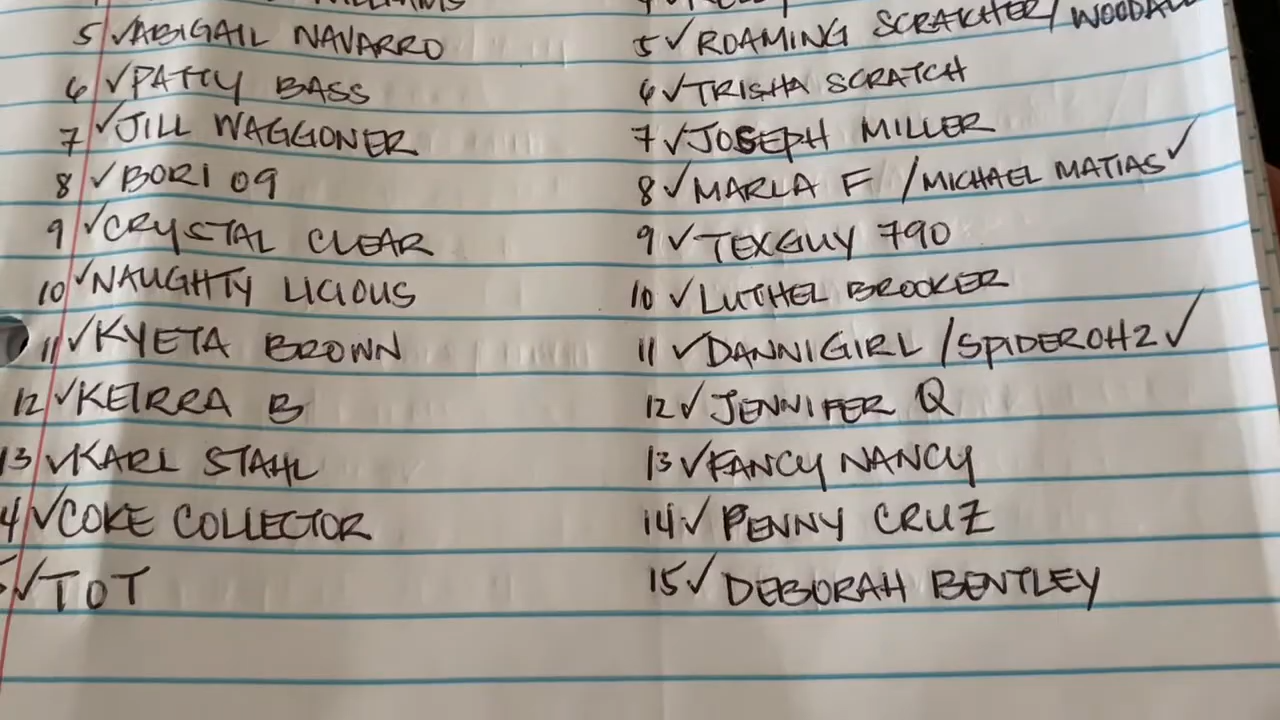 5 ✓ABIGAIL NAVARRO
6 ✓PATTY BASS
7 ✓JILL WAGGONER
8 ✓BORI 09
9 ✓CRYSTAL CLEAR
10 ✓NAUGHTY LICIOUS
11 ✓KYETA BROWN
12 ✓KEIRRA B
13 ✓KARL STAHL
4 ✓COKE COLLECTOR
✓TOT
5 ✓ROAMING SCRATCHER/
6 ✓TRISHA SCRATCH
7 ✓JOSEPH MILLER
8 ✓MARLA F /MICHAEL MATIAS✓
9 ✓TEXGUY 790
10 ✓LUTHEL BROOKER
11 ✓DANNIGIRL /SPIDEROH2✓
12 ✓JENNIFER Q
13 ✓FANCY NANCY
14 ✓PENNY CRUZ
15 ✓DEBORAH BENTLEY